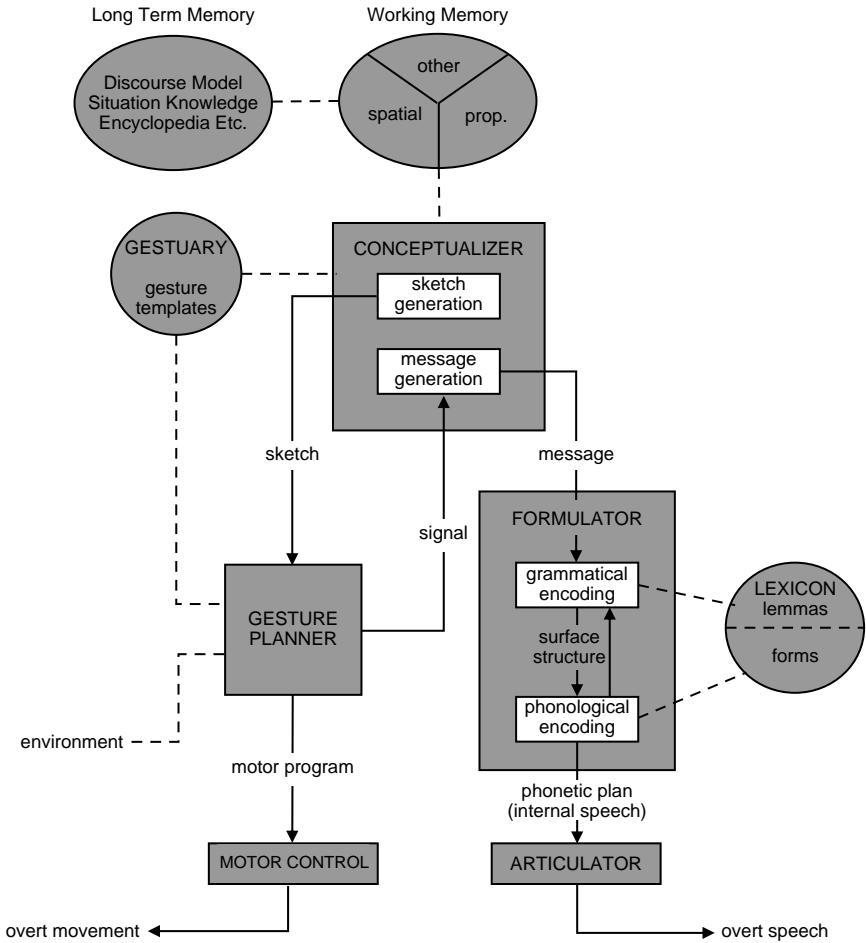 Long Term Memory
Working Memory
Discourse Model
Situation Knowledge
Encyclopedia Etc.
other
spatial
prop.
GESTUARY
gesture
templates
CONCEPTUALIZER
sketch
generation
message
generation
sketch
message
signal
FORMULATOR
grammatical
encoding
surface
structure
phonological
encoding
LEXICON
lemmas
forms
GESTURE
PLANNER
environment
motor program
phonetic plan
(internal speech)
MOTOR CONTROL
ARTICULATOR
overt movement
overt speech